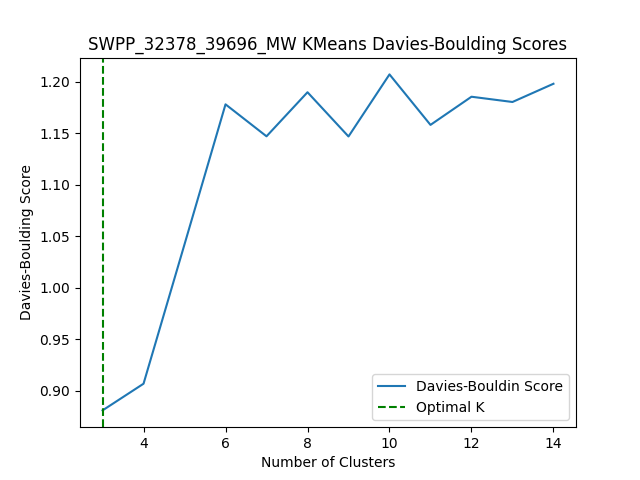 SWPP_32378_39696_MW KMeans Davies-Boulding Scores
Davies-Boulding Score
1.20
1.15
1.10
1.05
1.00
0.95
0.90
4 6 8 10 12 14
Number of Clusters
Davies-Bouldin Score
Optimal K